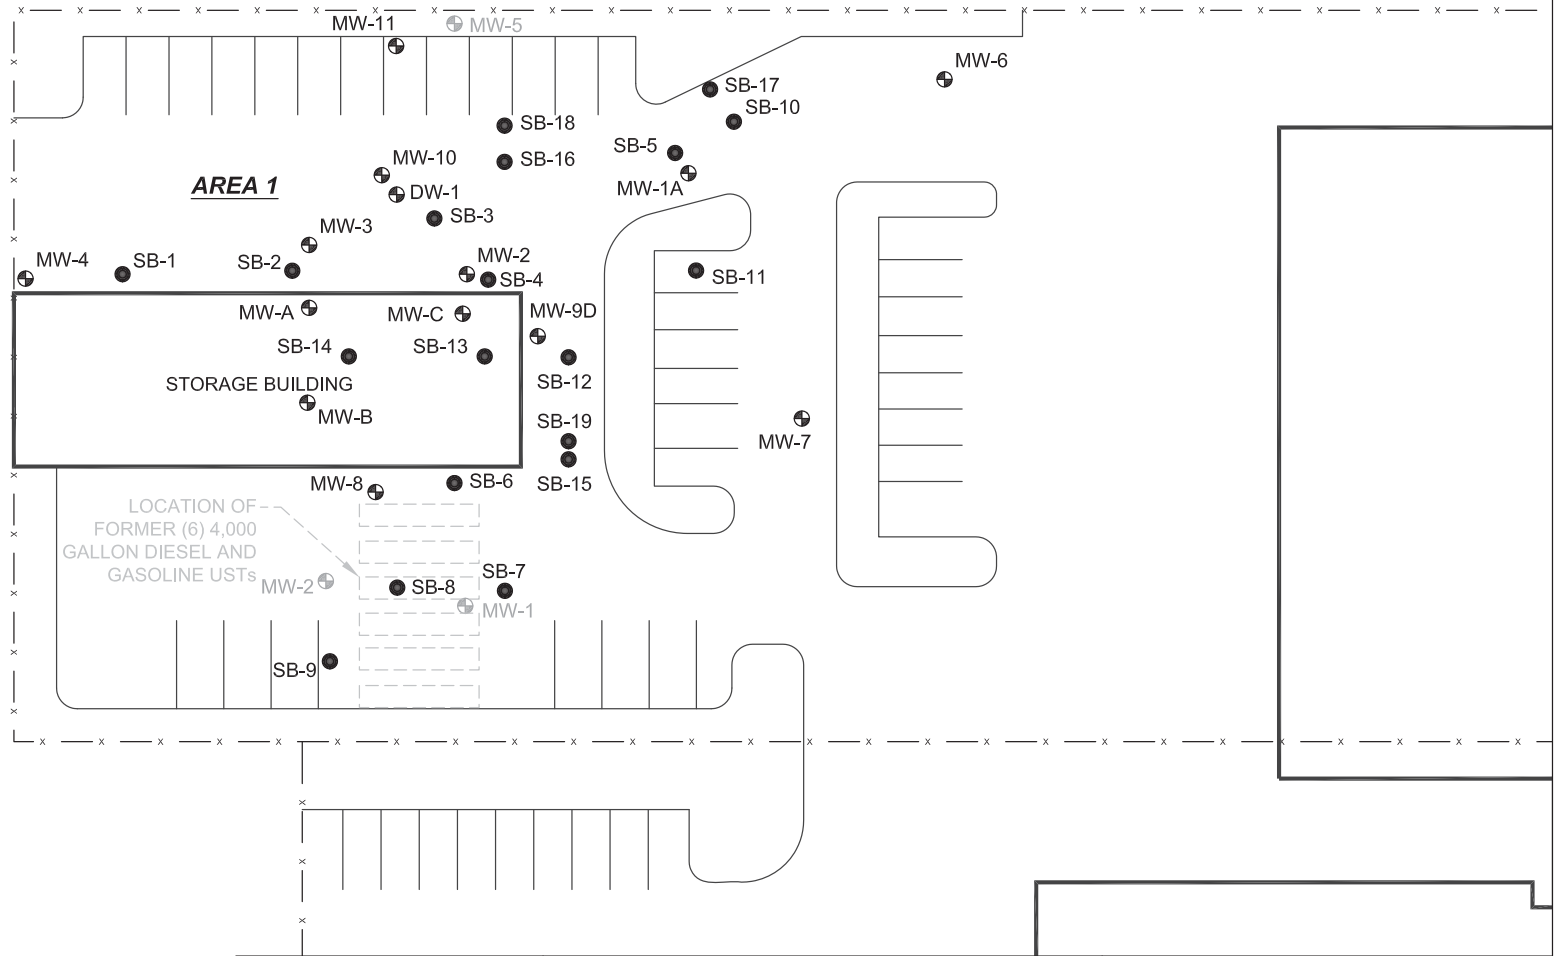 MW-11
MW-5
MW-6
SB-17
SB-10
SB-18
SB-5
SB-16
MW-10
MW-1A
AREA 1
DW-1
SB-3
MW-3
MW-4
SB-1
SB-2
MW-2
SB-4
SB-11
MW-A
MW-C
MW-9D
SB-14
SB-13
STORAGE BUILDING
SB-12
MW-B
SB-19
MW-7
MW-8
SB-6
SB-15
LOCATION OF
FORMER (6) 4,000
GALLON DIESEL AND
GASOLINE USTs
MW-2
SB-8
SB-7
MW-1
SB-9